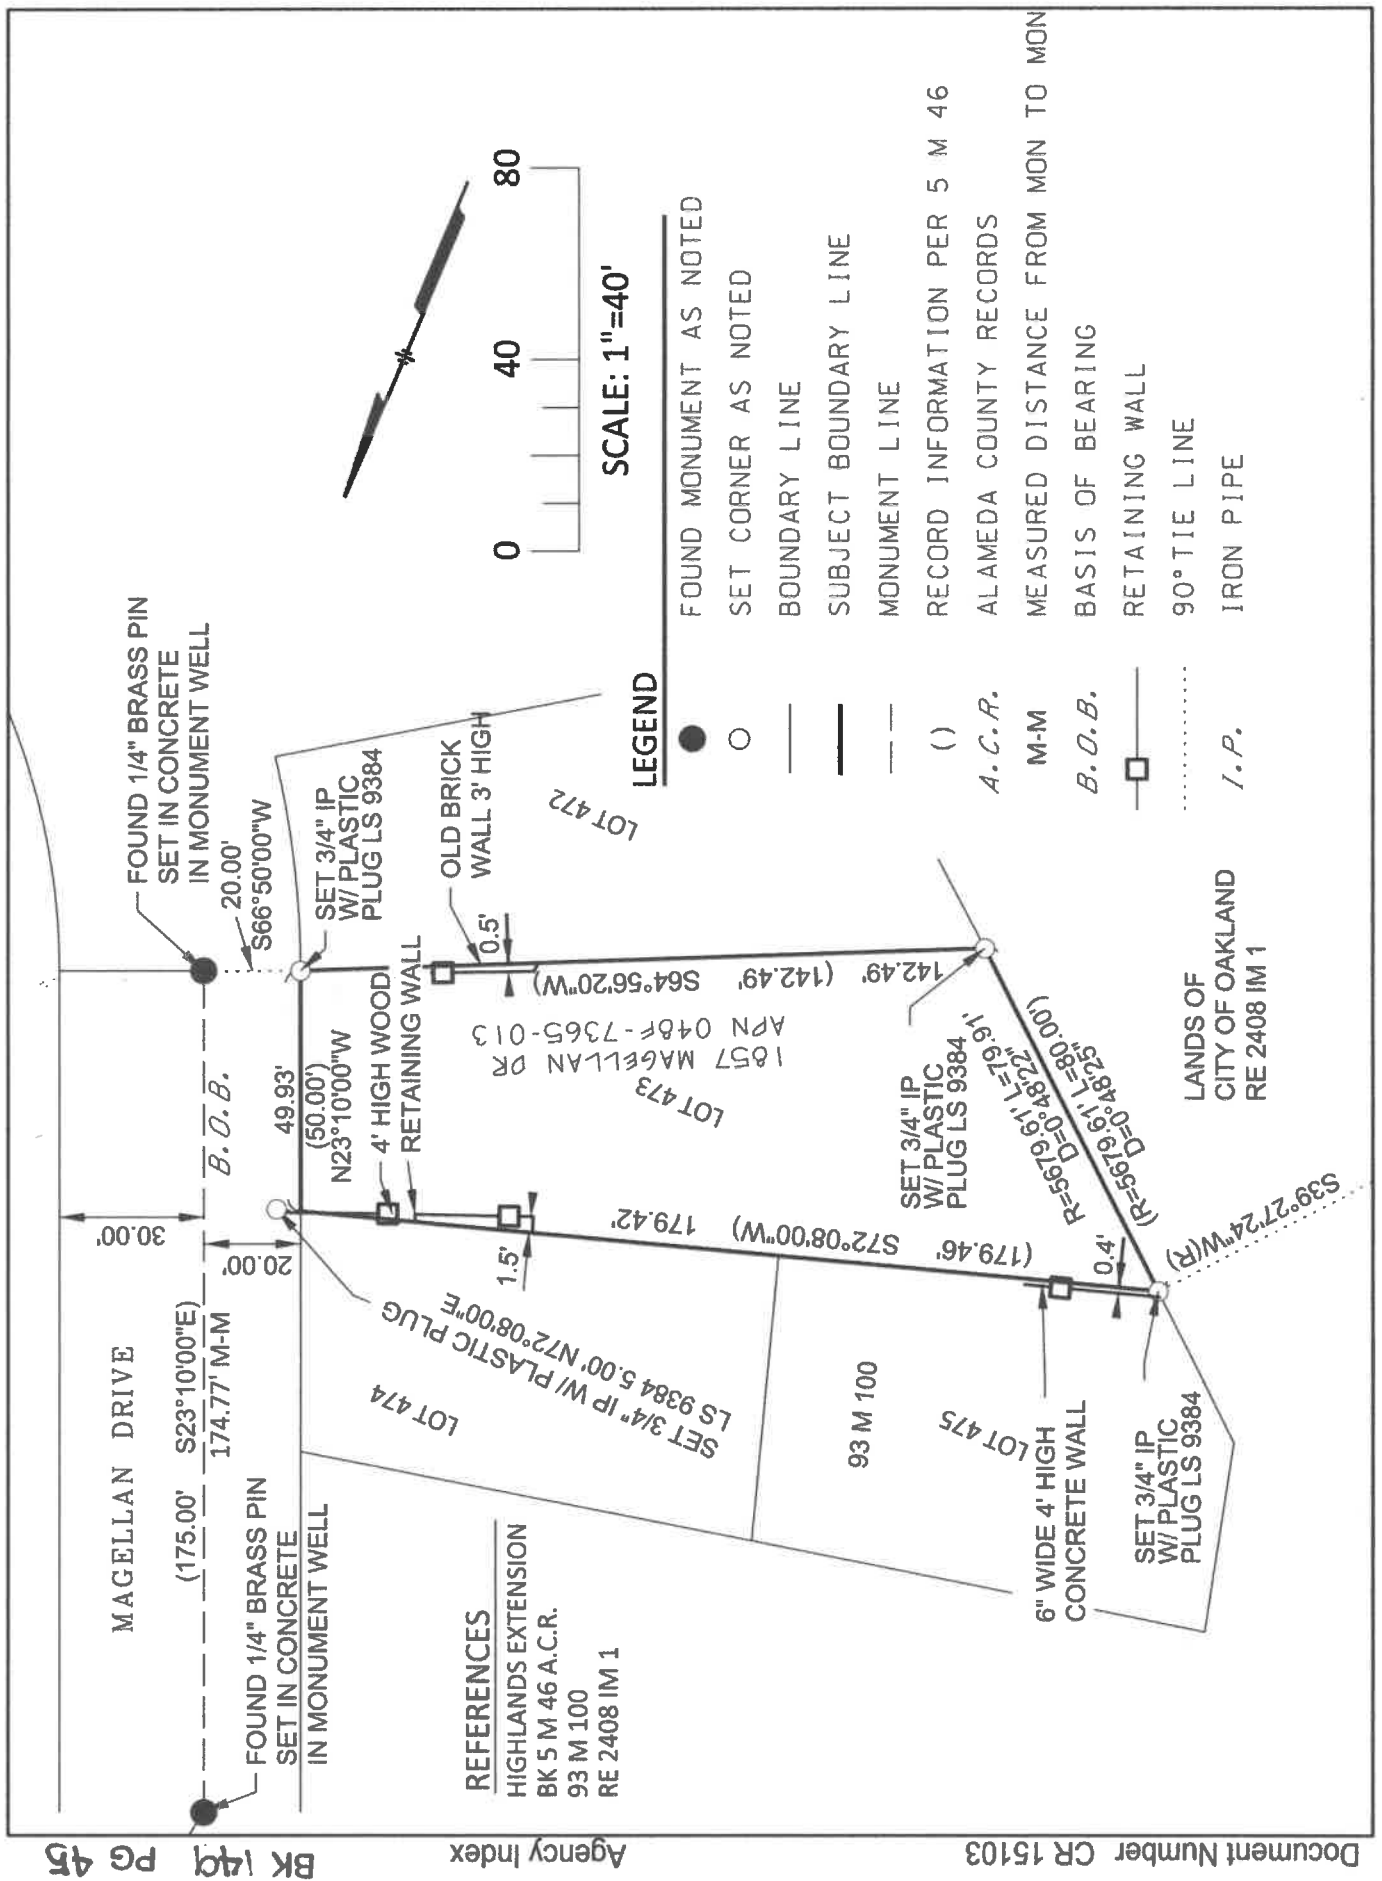 MAGELLAN DRIVE
(175.00' S23°10'00"E)
174.77' M-M
B.O.B.
30.00'
20.00'
FOUND 1/4" BRASS PIN
SET IN CONCRETE
IN MONUMENT WELL
FOUND 1/4" BRASS PIN
SET IN CONCRETE
IN MONUMENT WELL
20.00'
S66°50'00"W
49.93'
(50.00')
N23°10'00"W
SET 3/4" IP
W/ PLASTIC
PLUG LS 9384
4' HIGH WOOD
RETAINING WALL
OLD BRICK
WALL 3' HIGH
0.5'
1.5'
SET 3/4" IP W/ PLASTIC PLUG
LS 9384 5.00' N72°08'00"E
LOT 474
LOT 472
1857 MAGELLAN DR
APN 048F-7365-013
LOT 473
142.49' (142.49' S64°56'20"W)
179.42'
(179.46' S72°08'00"W)
SET 3/4" IP
W/ PLASTIC
PLUG LS 9384
R=5679.61' L=79.91'
D=0°48'22"
(R=5679.61' L=80.00')
D=0°48'25"
0.4'
S39°27'24"W(R)
93 M 100
LOT 475
6" WIDE 4' HIGH
CONCRETE WALL
SET 3/4" IP
W/ PLASTIC
PLUG LS 9384
LANDS OF
CITY OF OAKLAND
RE 2408 IM 1
REFERENCES
HIGHLANDS EXTENSION
BK 5 M 46 A.C.R.
93 M 100
RE 2408 IM 1
0 40 80
SCALE: 1"=40'
LEGEND
FOUND MONUMENT AS NOTED
SET CORNER AS NOTED
BOUNDARY LINE
SUBJECT BOUNDARY LINE
MONUMENT LINE
( ) RECORD INFORMATION PER 5 M 46
A.C.R. ALAMEDA COUNTY RECORDS
M-M MEASURED DISTANCE FROM MON TO MON
B.O.B. BASIS OF BEARING
RETAINING WALL
90° TIE LINE
I.P. IRON PIPE
BK 149 PG 45
Agency Index
Document Number CR 15103